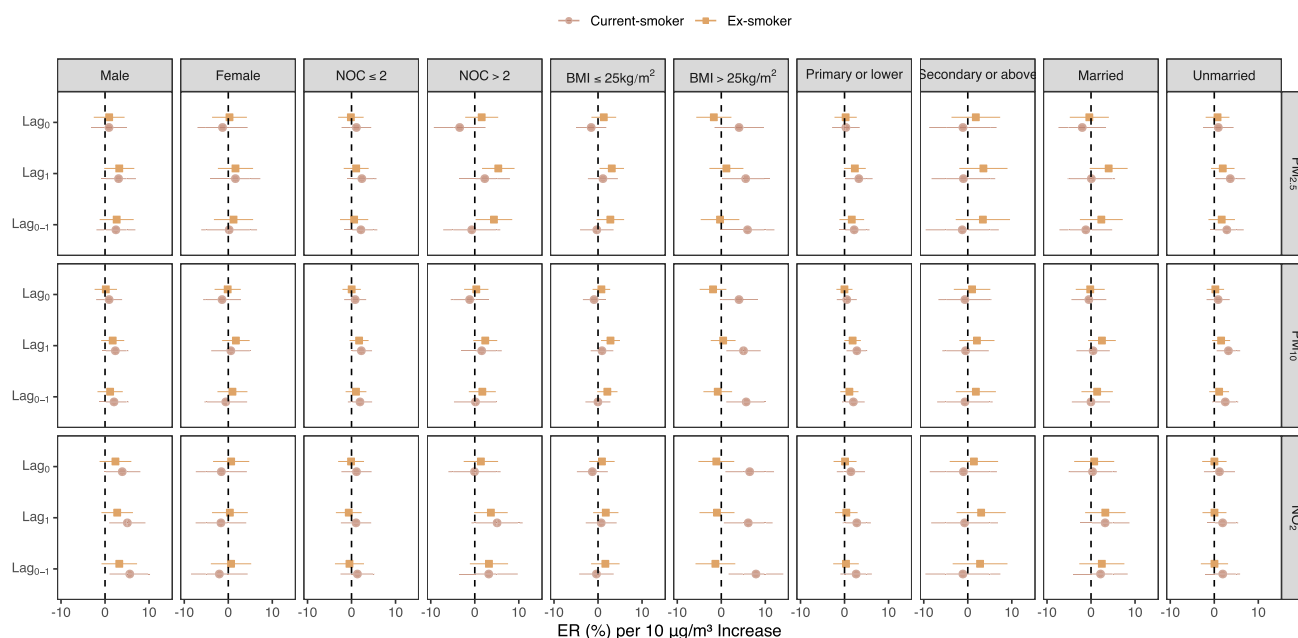 Current-smoker Ex-smoker
Male Female NOC ≤ 2 NOC > 2 BMI ≤ 25kg/m² BMI > 25kg/m² Primary or lower Secondary or above Married Unmarried
Lag₀
Lag₁
Lag₀₋₁
PM₂.₅
Lag₀
Lag₁
Lag₀₋₁
PM₁₀
Lag₀
Lag₁
Lag₀₋₁
NO₂
-10 0 10 -10 0 10 -10 0 10 -10 0 10 -10 0 10 -10 0 10 -10 0 10 -10 0 10 -10 0 10 -10 0 10
ER (%) per 10 µg/m³ Increase